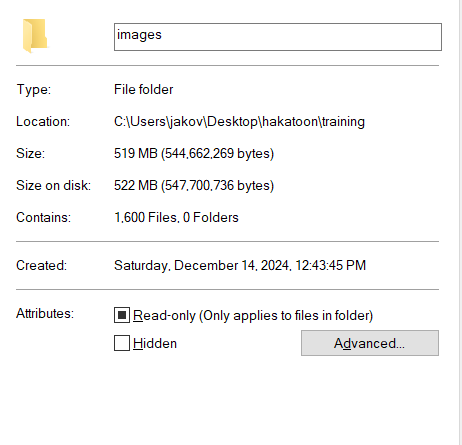 images
Type: File folder
Location: C:\Users\jakov\Desktop\hakatoon\training
Size: 519 MB (544,662,269 bytes)
Size on disk: 522 MB (547,700,736 bytes)
Contains: 1,600 Files, 0 Folders
Created: Saturday, December 14, 2024, 12:43:45 PM
Attributes: Read-only (Only applies to files in folder)
Hidden Advanced...